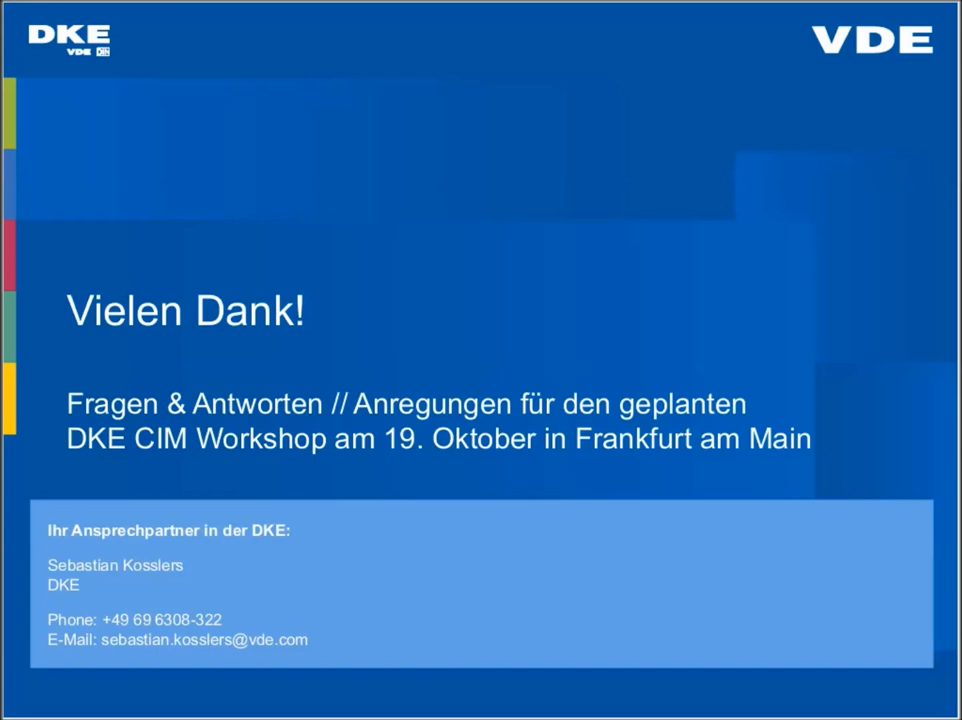 DKE
VDE DIN
VDE
Vielen Dank!
Fragen & Antworten // Anregungen für den geplanten
DKE CIM Workshop am 19. Oktober in Frankfurt am Main
Ihr Ansprechpartner in der DKE:
Sebastian Kosslers
DKE
Phone: +49 69 6308-322
E-Mail: sebastian.kosslers@vde.com